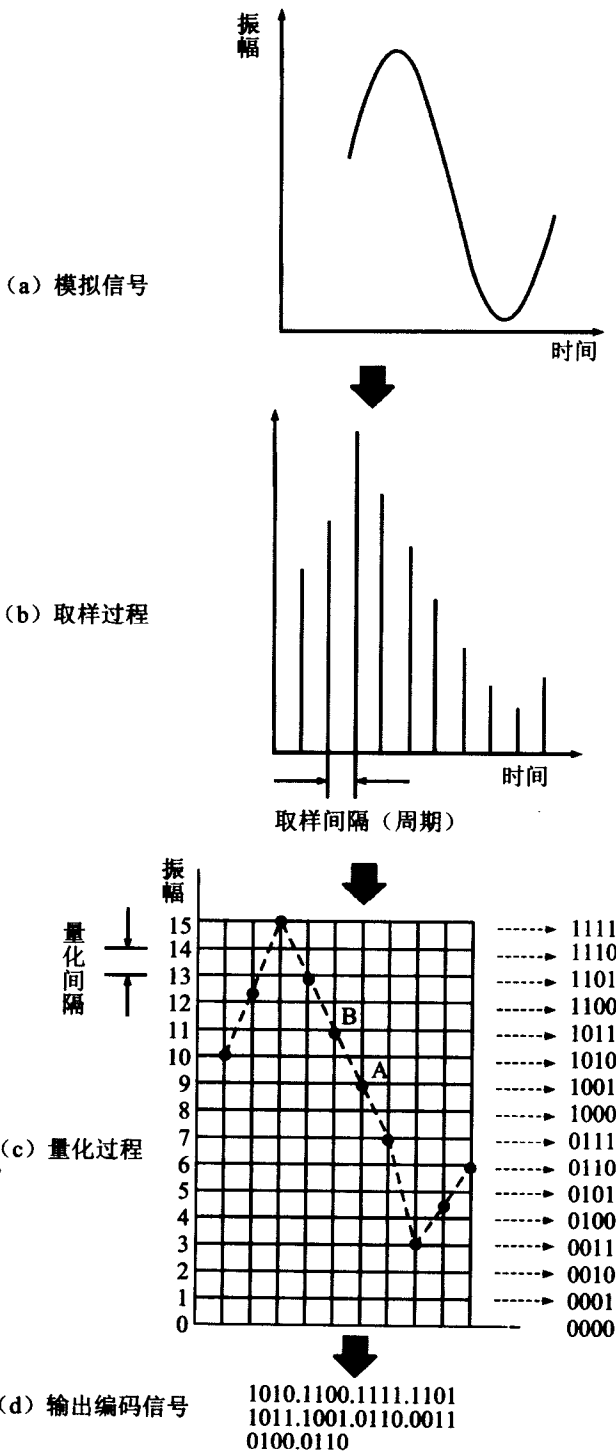 振幅
(a) 模拟信号
时间
(b) 取样过程
时间
取样间隔（周期）
振幅
量化间隔
15 1111
14 1110
13 1101
12 1100
11 B 1011
10 A 1010
9 1001
8 1000
(c) 量化过程
7 0111
6 0110
5 0101
4 0100
3 0011
2 0010
1 0001
0 0000
(d) 输出编码信号
1010.1100.1111.1101
1011.1001.0110.0011
0100.0110